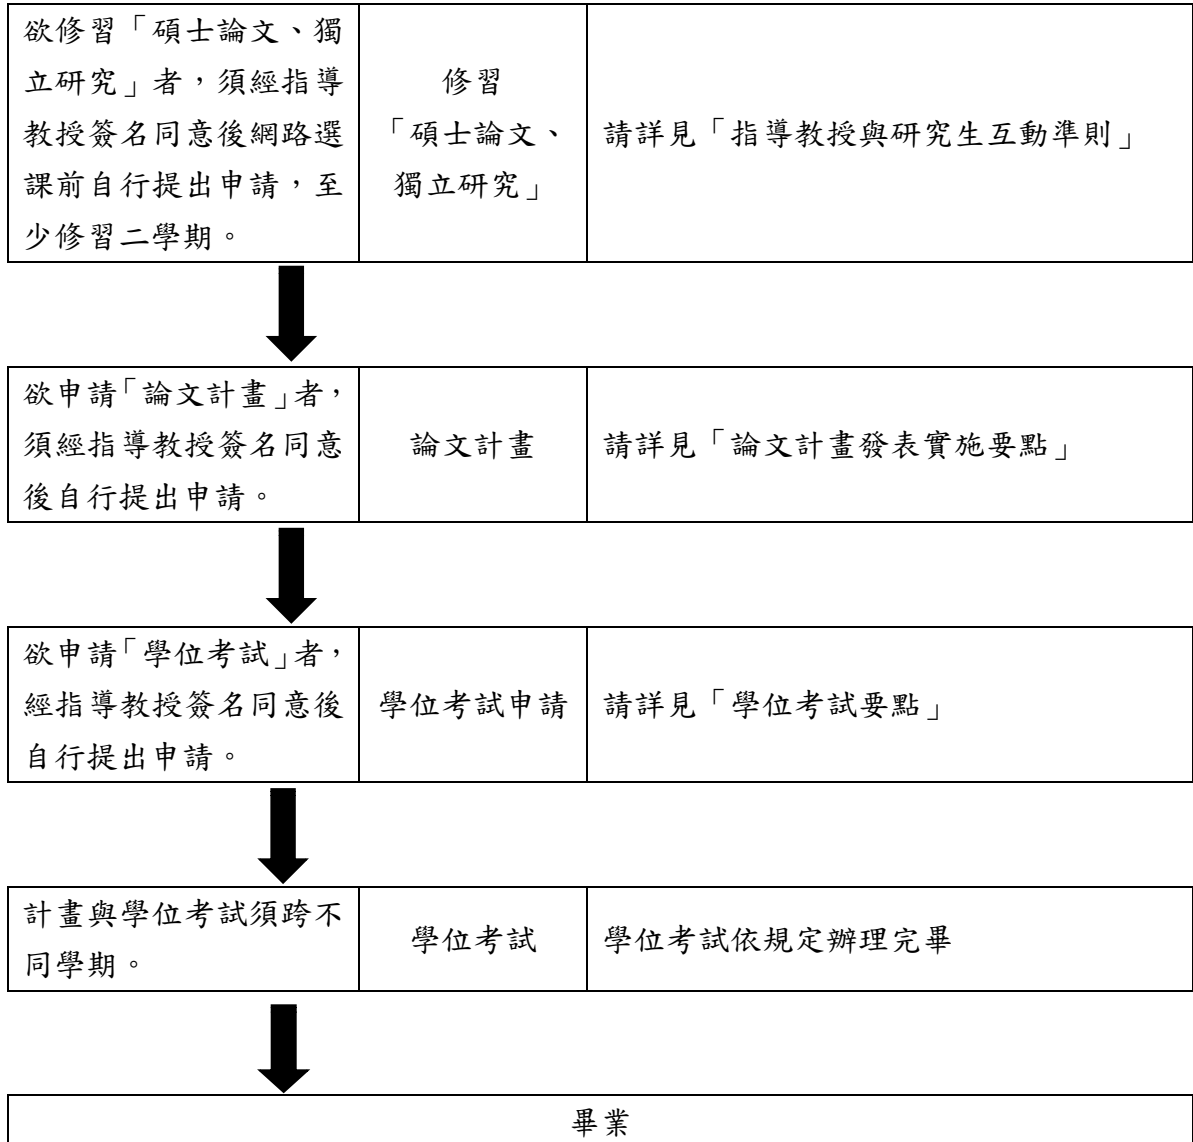 欲修習「碩士論文、獨
立研究」者，須經指導
教授簽名同意後網路選
課前自行提出申請，至
少修習二學期。
修習
「碩士論文、
獨立研究」
請詳見「指導教授與研究生互動準則」
欲申請「論文計畫」者，
須經指導教授簽名同意
後自行提出申請。
論文計畫
請詳見「論文計畫發表實施要點」
欲申請「學位考試」者，
經指導教授簽名同意後
自行提出申請。
學位考試申請
請詳見「學位考試要點」
計畫與學位考試須跨不
同學期。
學位考試
學位考試依規定辦理完畢
畢業